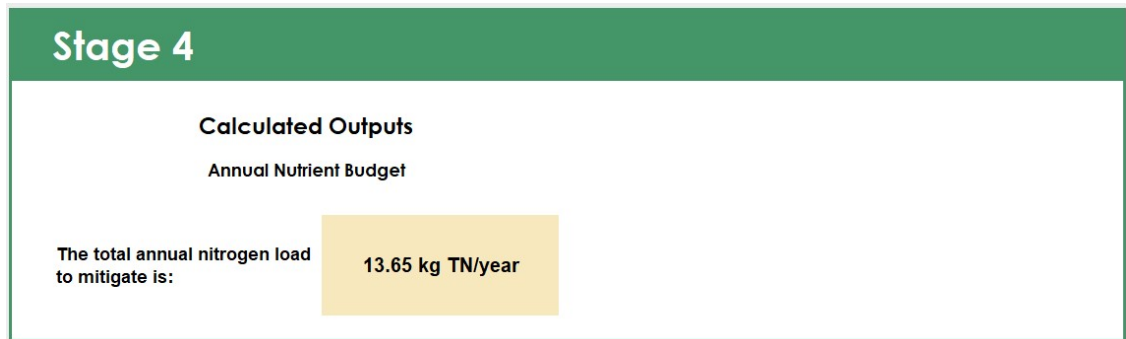 Stage 4
Calculated Outputs
Annual Nutrient Budget
The total annual nitrogen load
to mitigate is:
13.65 kg TN/year